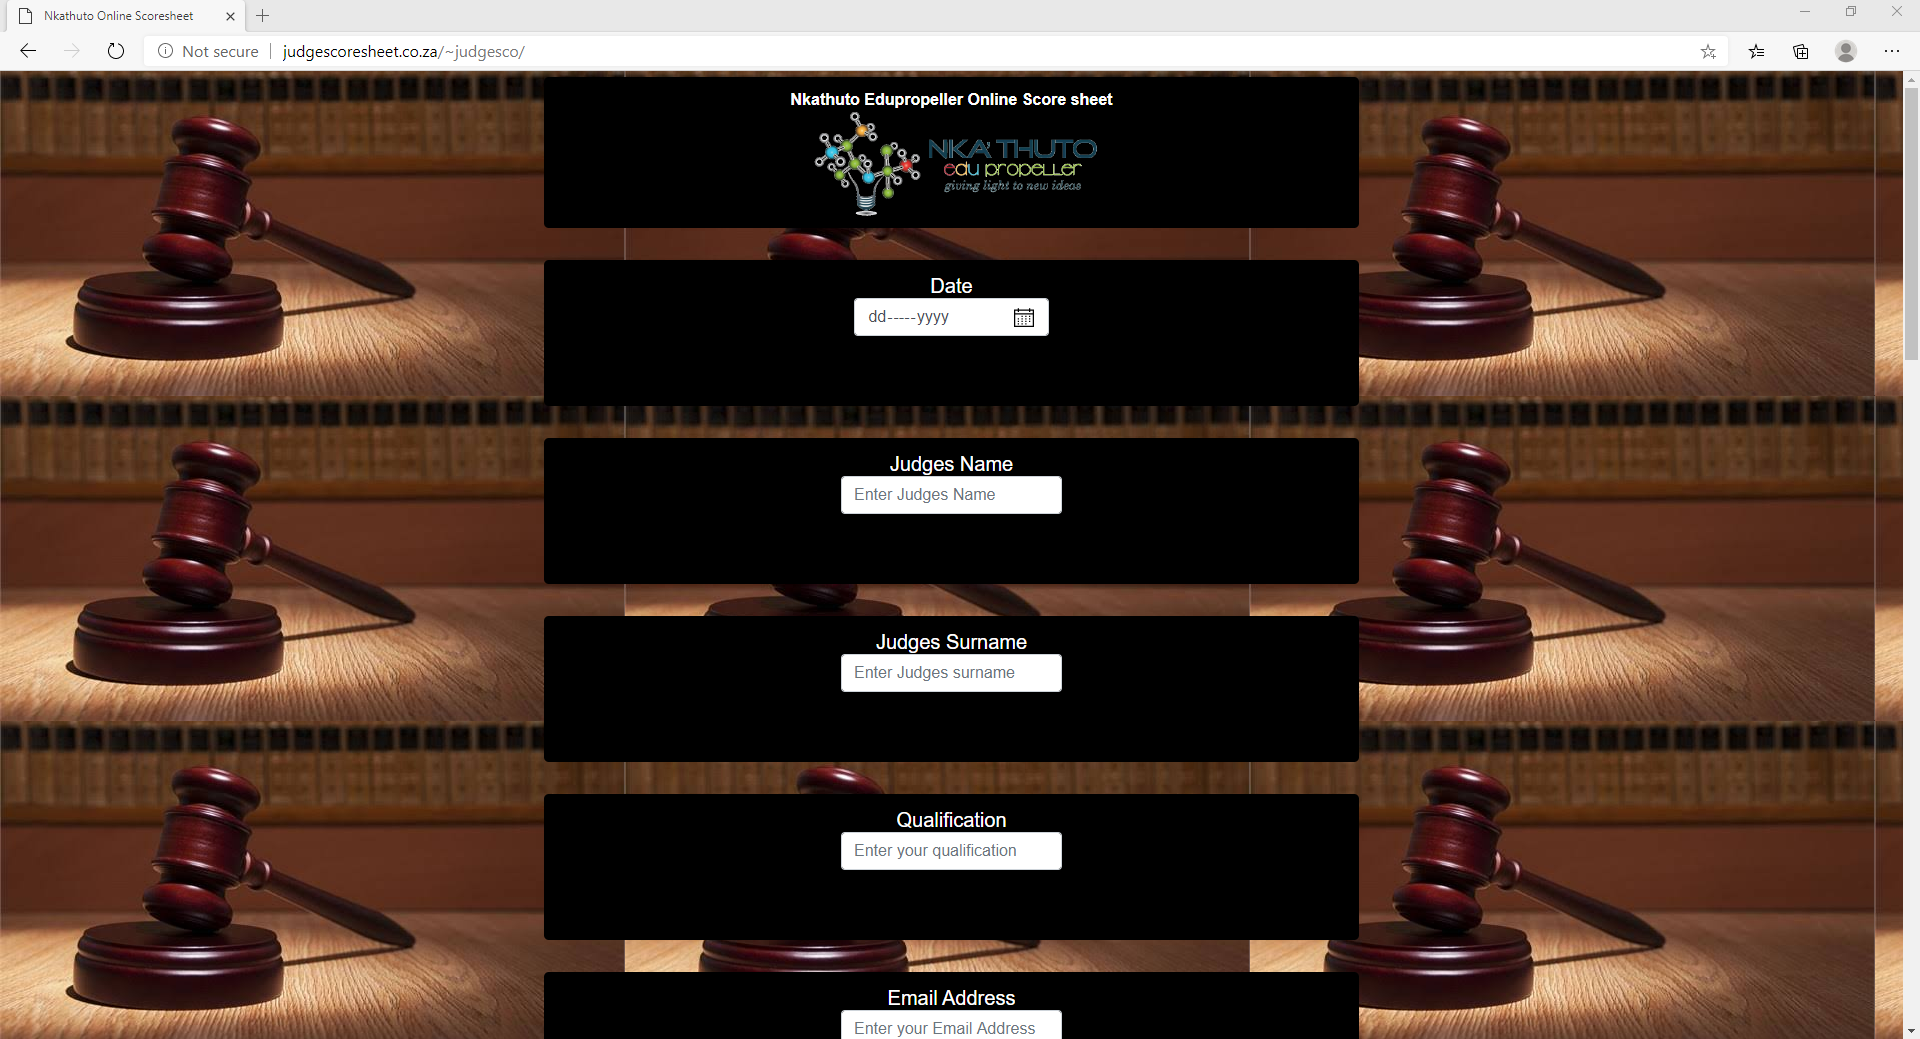 Nkathuto Online Scoresheet
Not secure judgescoresheet.co.za/~judgesco/
Nkathuto Edupropeller Online Score sheet
NKA'THUTO
edu propeller
giving light to new ideas
Date
dd-----yyyy
Judges Name
Enter Judges Name
Judges Surname
Enter Judges surname
Qualification
Enter your qualification
Email Address
Enter your Email Address